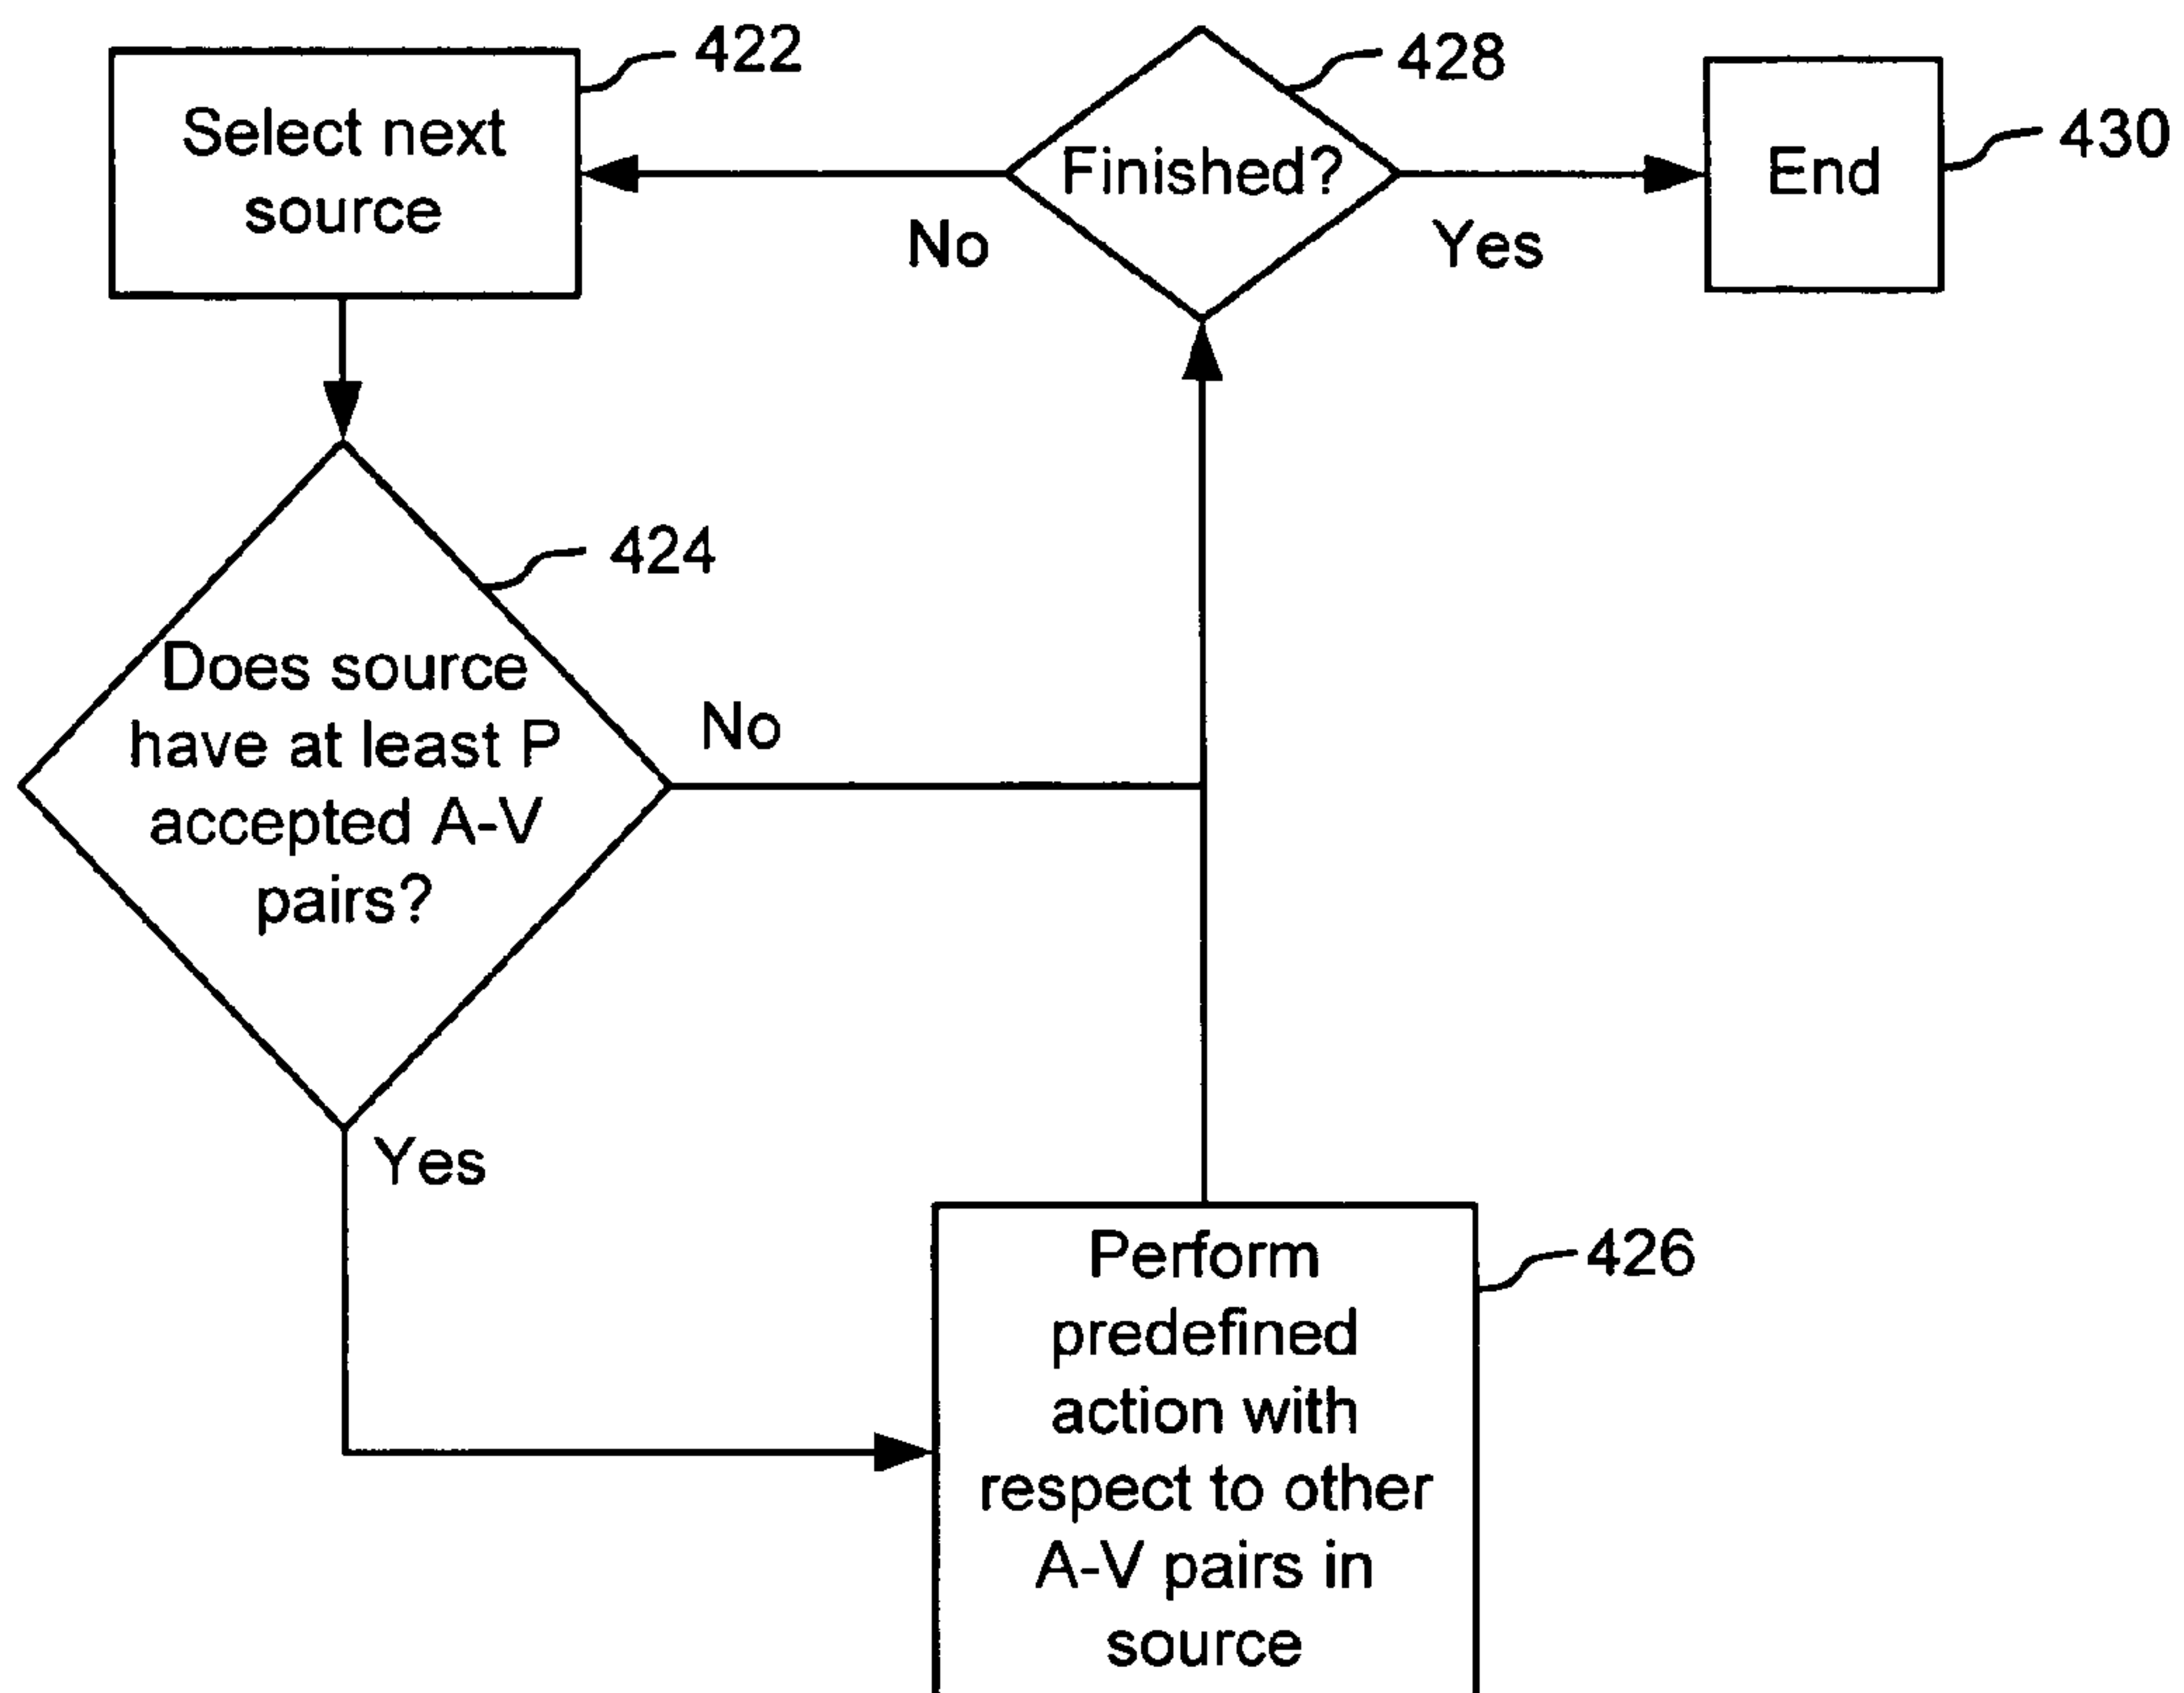 422
Select next
source
428
Finished?
430
End
No
Yes
424
Does source
have at least P
accepted A-V
pairs?
No
Yes
426
Perform
predefined
action with
respect to other
A-V pairs in
source